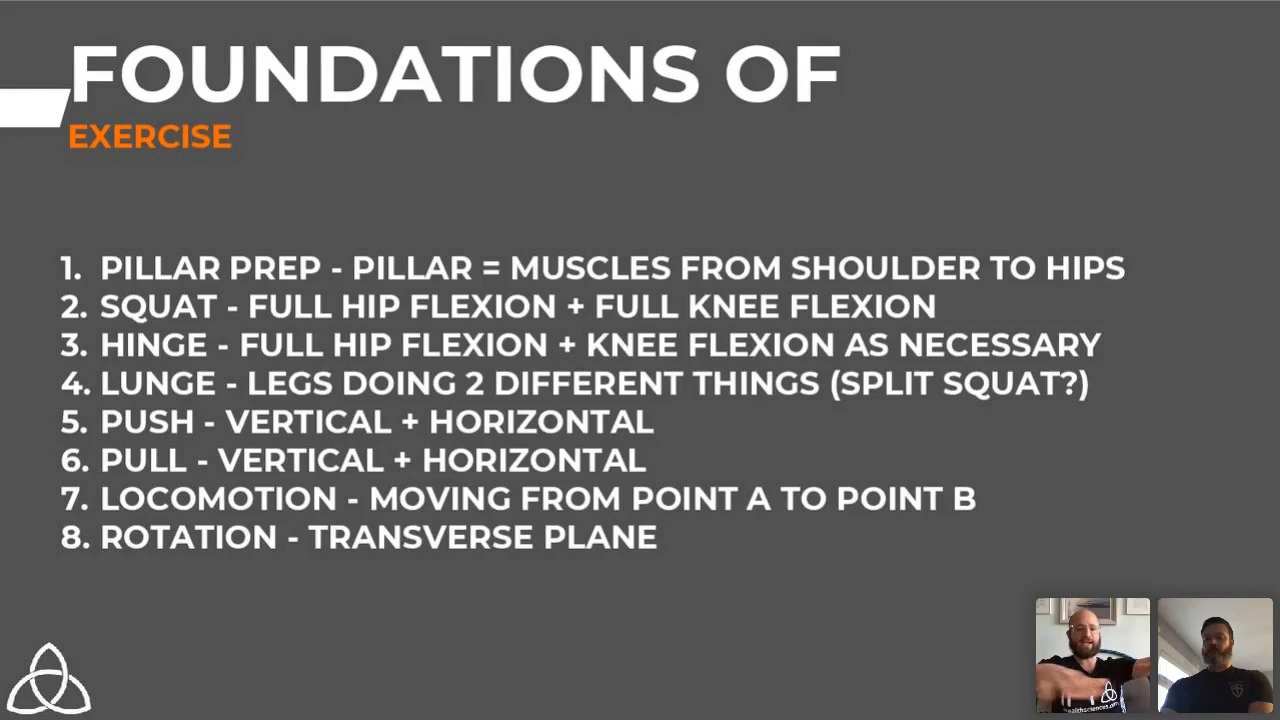 FOUNDATIONS OF
EXERCISE
1. PILLAR PREP - PILLAR = MUSCLES FROM SHOULDER TO HIPS
2. SQUAT - FULL HIP FLEXION + FULL KNEE FLEXION
3. HINGE - FULL HIP FLEXION + KNEE FLEXION AS NECESSARY
4. LUNGE - LEGS DOING 2 DIFFERENT THINGS (SPLIT SQUAT?)
5. PUSH - VERTICAL + HORIZONTAL
6. PULL - VERTICAL + HORIZONTAL
7. LOCOMOTION - MOVING FROM POINT A TO POINT B
8. ROTATION - TRANSVERSE PLANE